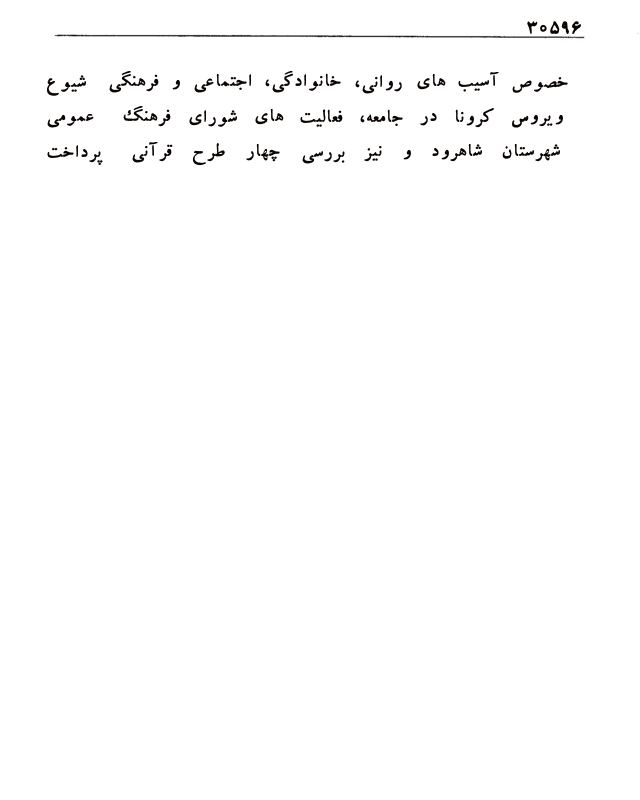 ۳۰۵۹۶
خصوص آسیب های روانی، خانوادگی، اجتماعی و فرهنگی شیوع
ویروس کرونا در جامعه، فعالیت های شورای فرهنگ عمومی
شهرستان شاهرود و نیز بررسی چهار طرح قرآنی پرداخت